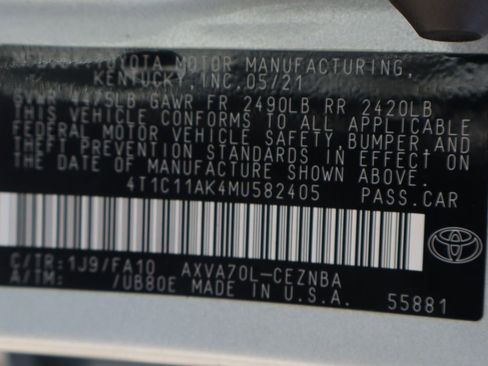 TOYOTA MOTOR MANUFACTURING,
KENTUCKY, INC. 05/21
GVWR 4475LB GAWR FR 2490LB RR 2420LB
THIS VEHICLE CONFORMS TO ALL APPLICABLE
FEDERAL MOTOR VEHICLE SAFETY, BUMPER, AND
THEFT PREVENTION STANDARDS IN EFFECT ON
THE DATE OF MANUFACTURE SHOWN ABOVE.
4T1C11AK4MU582405 PASS.CAR
C/TR:1J9/FA10 AXVA70L-CEZNBA
A/TM: /UB80E MADE IN U.S.A. 55881